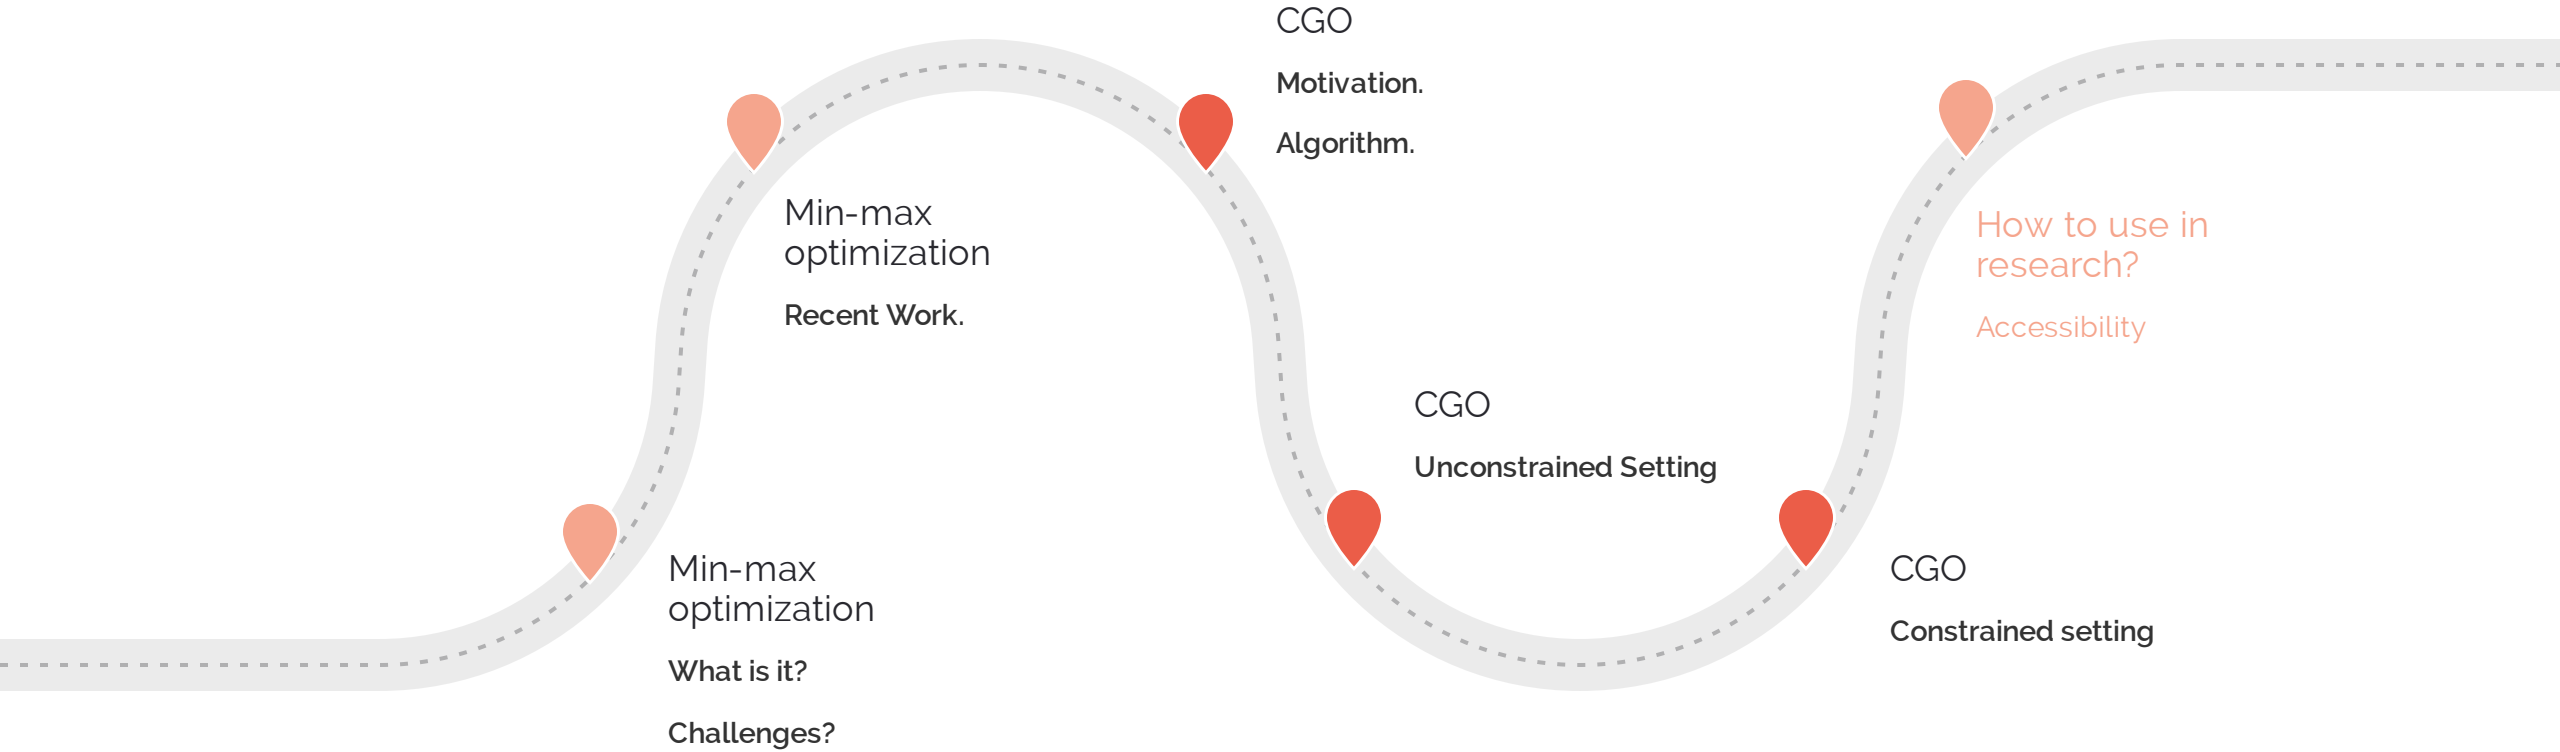 Min-max
optimization
What is it?
Challenges?
Min-max
optimization
Recent Work.
CGO
Motivation.
Algorithm.
CGO
Unconstrained Setting
CGO
Constrained setting
How to use in
research?
Accessibility